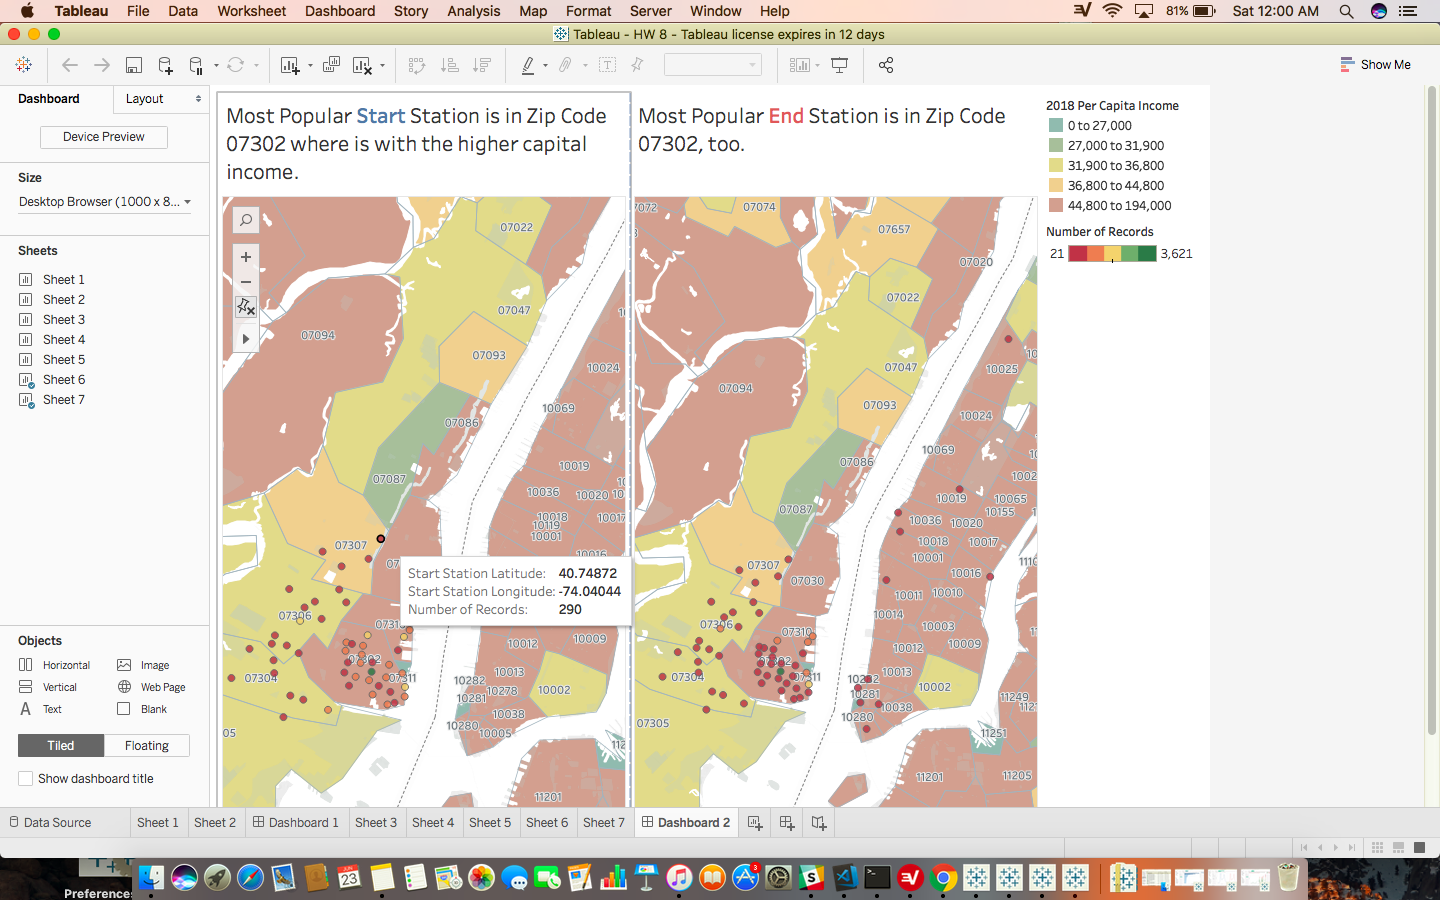 Tableau File Data Worksheet Dashboard Story Analysis Map Format Server Window Help 81% Sat 12:00 AM
Tableau - HW 8 - Tableau license expires in 12 days
Show Me
Dashboard Layout
Device Preview
Size
Desktop Browser (1000 x 8...
Sheets
Sheet 1
Sheet 2
Sheet 3
Sheet 4
Sheet 5
Sheet 6
Sheet 7
Objects
Horizontal Image
Vertical Web Page
A Text Blank
Tiled Floating
Show dashboard title
Most Popular Start Station is in Zip Code
07302 where is with the higher capital
income.
07022
07047
07094
07093
10024
10069
07086
10019
07087
10036 10020
10018
10119
10001
07307
Start Station Latitude: 40.74872
Start Station Longitude: -74.04044
Number of Records: 290
07306
10009
10012
07302
07304
07311
10013
10282
10278
10002
10281
10038
10280
10005
11201
Most Popular End Station is in Zip Code
07302, too.
07074
07657
07020
07022
07047
10025
07094
07093
10024
10069
07086
10019 10065
10155
07087
10036 10020
10018 10017
10001
07307
07030
10016
10011 10010
10014
07306
07310
10003
10012
10009
07302
07304
07311
10013
10282
10281
10002
11249
10038
07305
10280
11251
11201
11205
2018 Per Capita Income
0 to 27,000
27,000 to 31,900
31,900 to 36,800
36,800 to 44,800
44,800 to 194,000
Number of Records
21 3,621
Data Source Sheet 1 Sheet 2 Dashboard 1 Sheet 3 Sheet 4 Sheet 5 Sheet 6 Sheet 7 Dashboard 2
Preferences
JUN
23
3